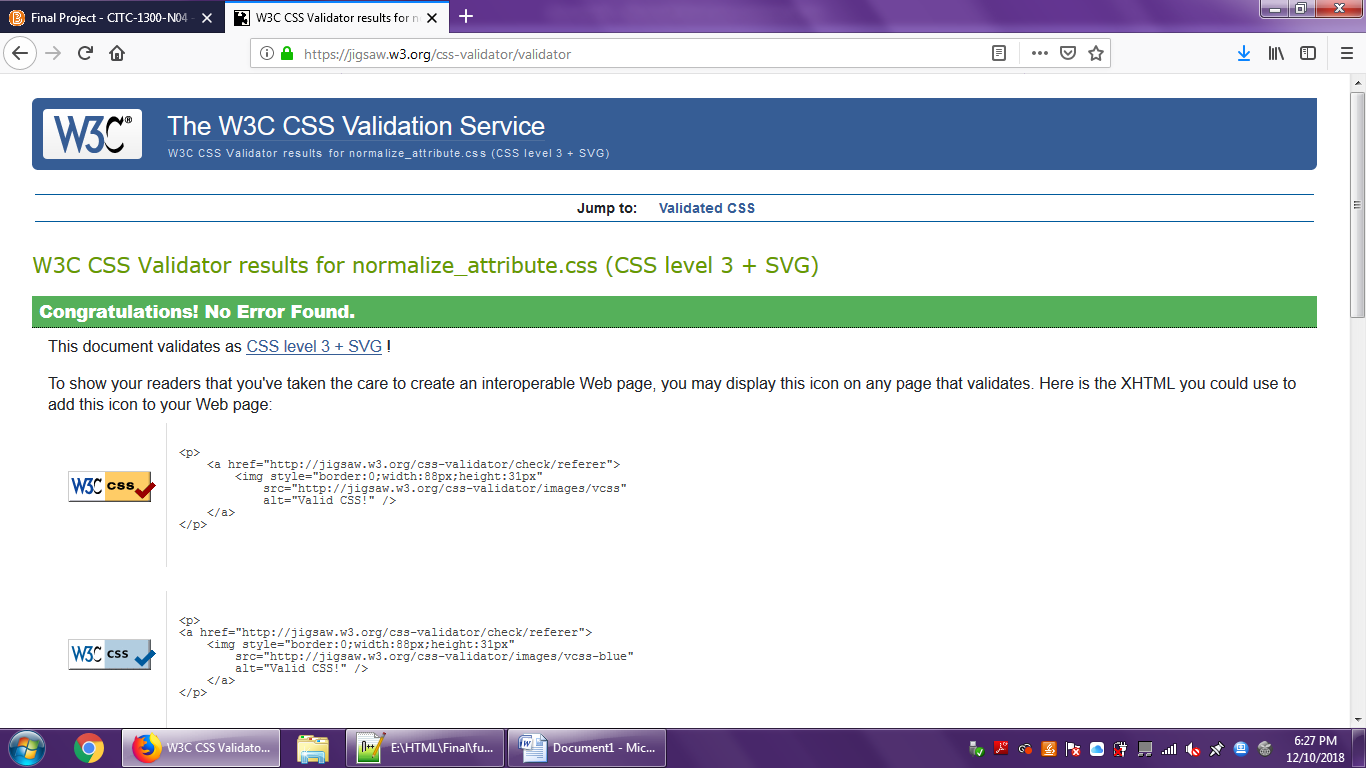 Final Project - CITC-1300-N04 -
W3C CSS Validator results for n
https://jigsaw.w3.org/css-validator/validator
W3C®
The W3C CSS Validation Service
W3C CSS Validator results for normalize_attribute.css (CSS level 3 + SVG)
Jump to: Validated CSS
W3C CSS Validator results for normalize_attribute.css (CSS level 3 + SVG)
Congratulations! No Error Found.
This document validates as CSS level 3 + SVG !
To show your readers that you've taken the care to create an interoperable Web page, you may display this icon on any page that validates. Here is the XHTML you could use to
add this icon to your Web page:
W3C css
<p>
<a href="http://jigsaw.w3.org/css-validator/check/referer">
<img style="border:0;width:88px;height:31px"
src="http://jigsaw.w3.org/css-validator/images/vcss"
alt="Valid CSS!" />
</a>
</p>
W3C css
<p>
<a href="http://jigsaw.w3.org/css-validator/check/referer">
<img style="border:0;width:88px;height:31px"
src="http://jigsaw.w3.org/css-validator/images/vcss-blue"
alt="Valid CSS!" />
</a>
</p>
W3C CSS Validato...
E:\HTML\Final\fu...
Document1 - Mic...
6:27 PM
12/10/2018